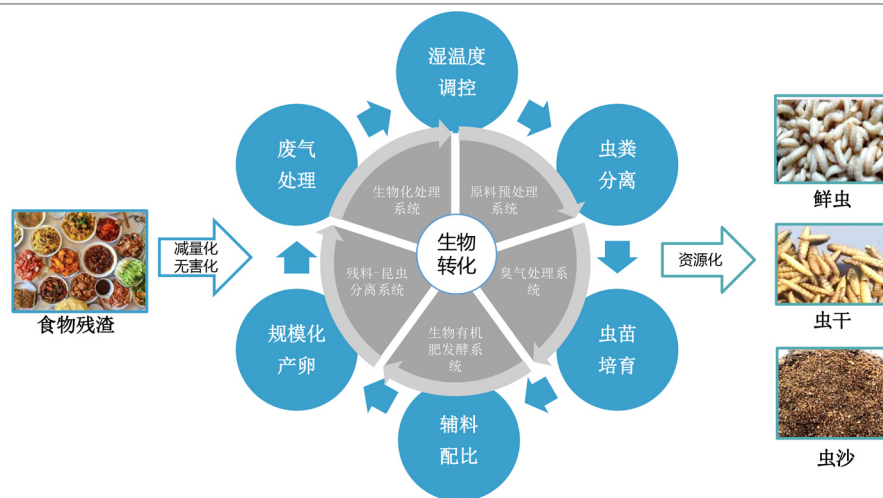 食物残渣
减量化
无害化
湿温度
调控
虫粪
分离
虫苗
培育
辅料
配比
规模化
产卵
废气
处理
生物化处理
系统
原料预处理
系统
臭气处理系
统
生物有机
肥发酵系
统
残料-昆虫
分离系统
生物
转化
资源化
鲜虫
虫干
虫沙